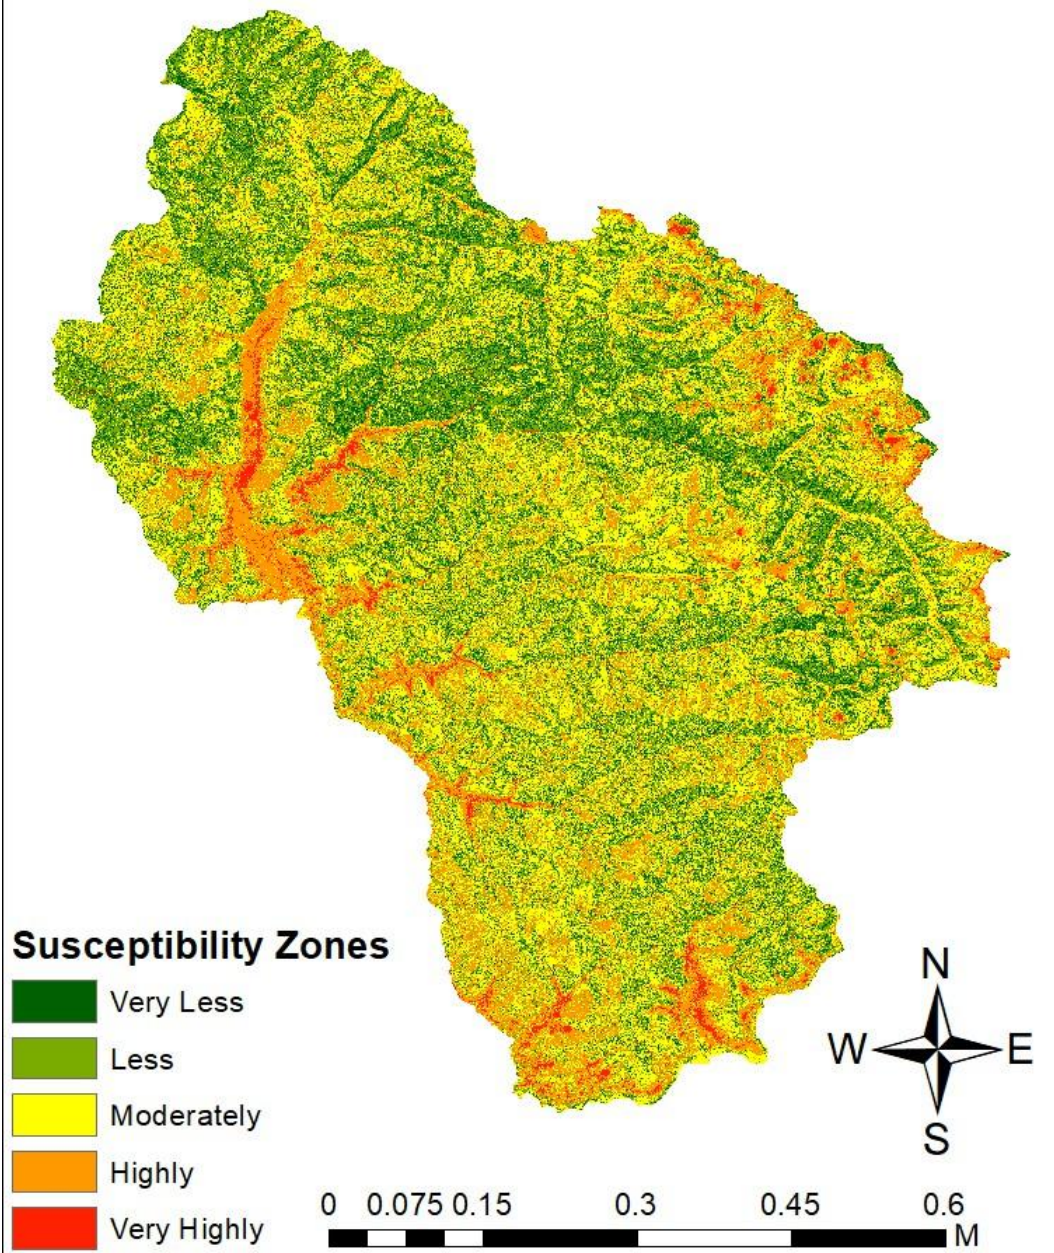 Susceptibility Zones
Very Less
Less
Moderately
Highly
Very Highly
N
W E
S
0 0.075 0.15 0.3 0.45 0.6
M